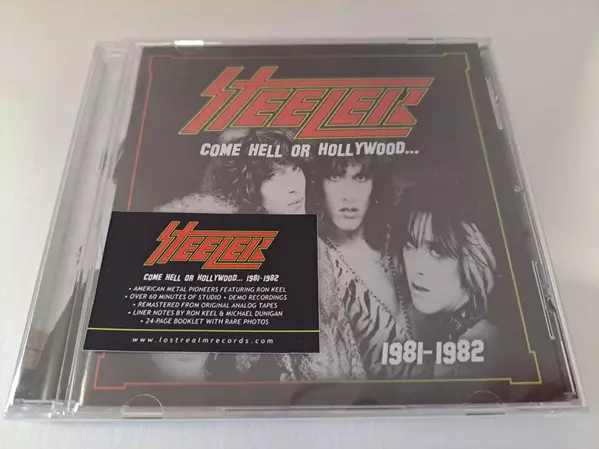 STEELER
COME HELL OR HOLLYWOOD...
STEELER
COME HELL OR HOLLYWOOD... 1981-1982
• AMERICAN METAL PIONEERS FEATURING RON KEEL
• OVER 60 MINUTES OF STUDIO • DEMO RECORDINGS
• REMASTERED FROM ORIGINAL ANALOG TAPES
• LINER NOTES BY RON KEEL & MICHAEL DUNIGAN
• 24-PAGE BOOKLET WITH RARE PHOTOS
www.lostrealmrecords.com
1981-1982